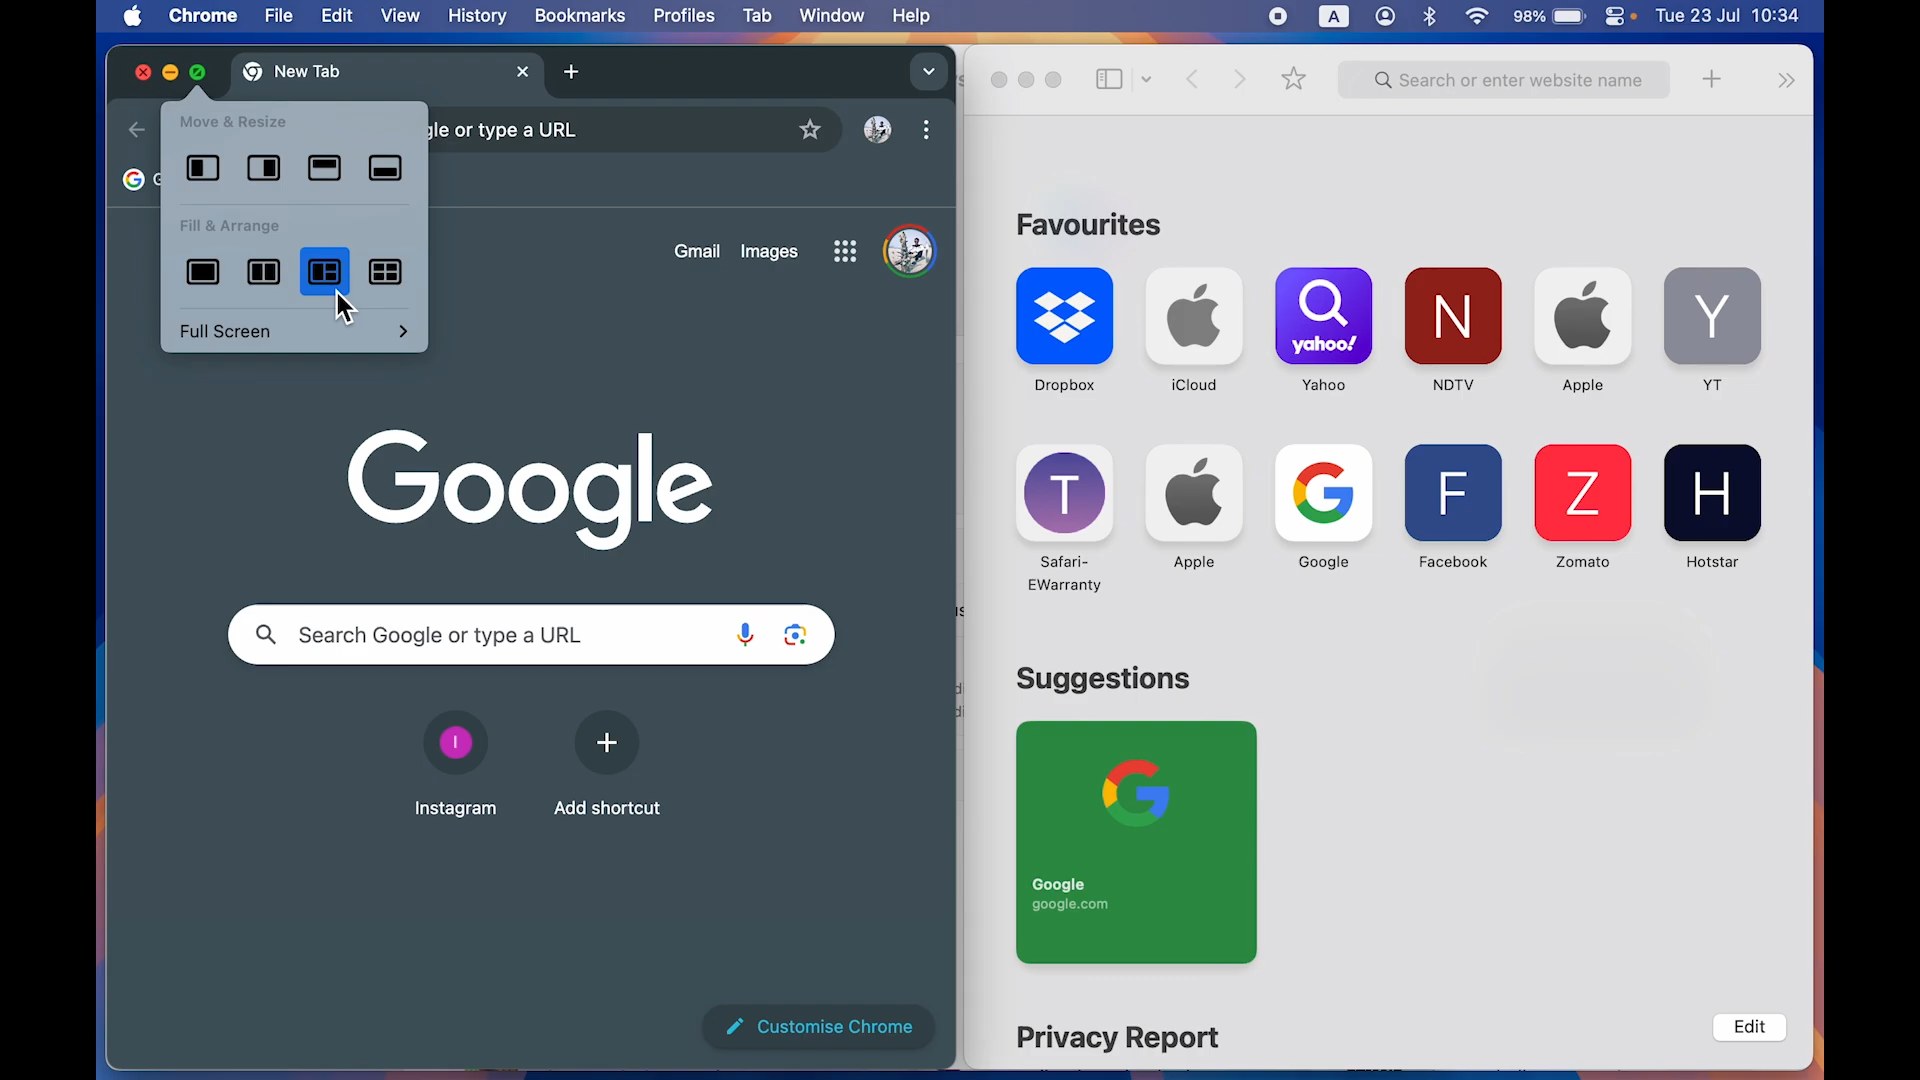 Chrome File Edit View History Bookmarks Profiles Tab Window Help A 98% Tue 23 Jul 10:34
New Tab
Move & Resize
gle or type a URL
Fill & Arrange
Full Screen
Gmail Images
Google
Search Google or type a URL
I
Instagram Add shortcut
Customise Chrome
Search or enter website name
Favourites
yahoo! N Y
Dropbox iCloud Yahoo NDTV Apple YT
T G F Z H
Safari-
EWarranty
Apple Google Facebook Zomato Hotstar
Suggestions
Google
google.com
Privacy Report
Edit